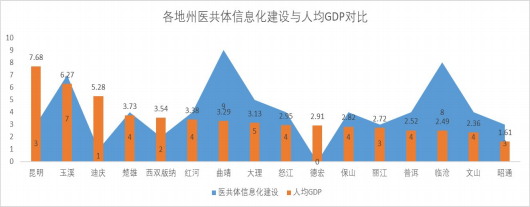 各地州医共体信息化建设与人均GDP对比
10
9
8
7
6
5
4
3
2
1
0
7.68 6.27 5.28 3.73 3.54 3.38 3.29 3.13 2.95 2.91 2.82 2.72 2.52 2.49 2.36 1.61
3 7 1 4 2 4 9 5 4 0 4 3 4 8 4 3
昆明 玉溪 迪庆 楚雄 西双版纳 红河 曲靖 大理 怒江 德宏 保山 丽江 普洱 临沧 文山 昭通
医共体信息化建设 人均GDP